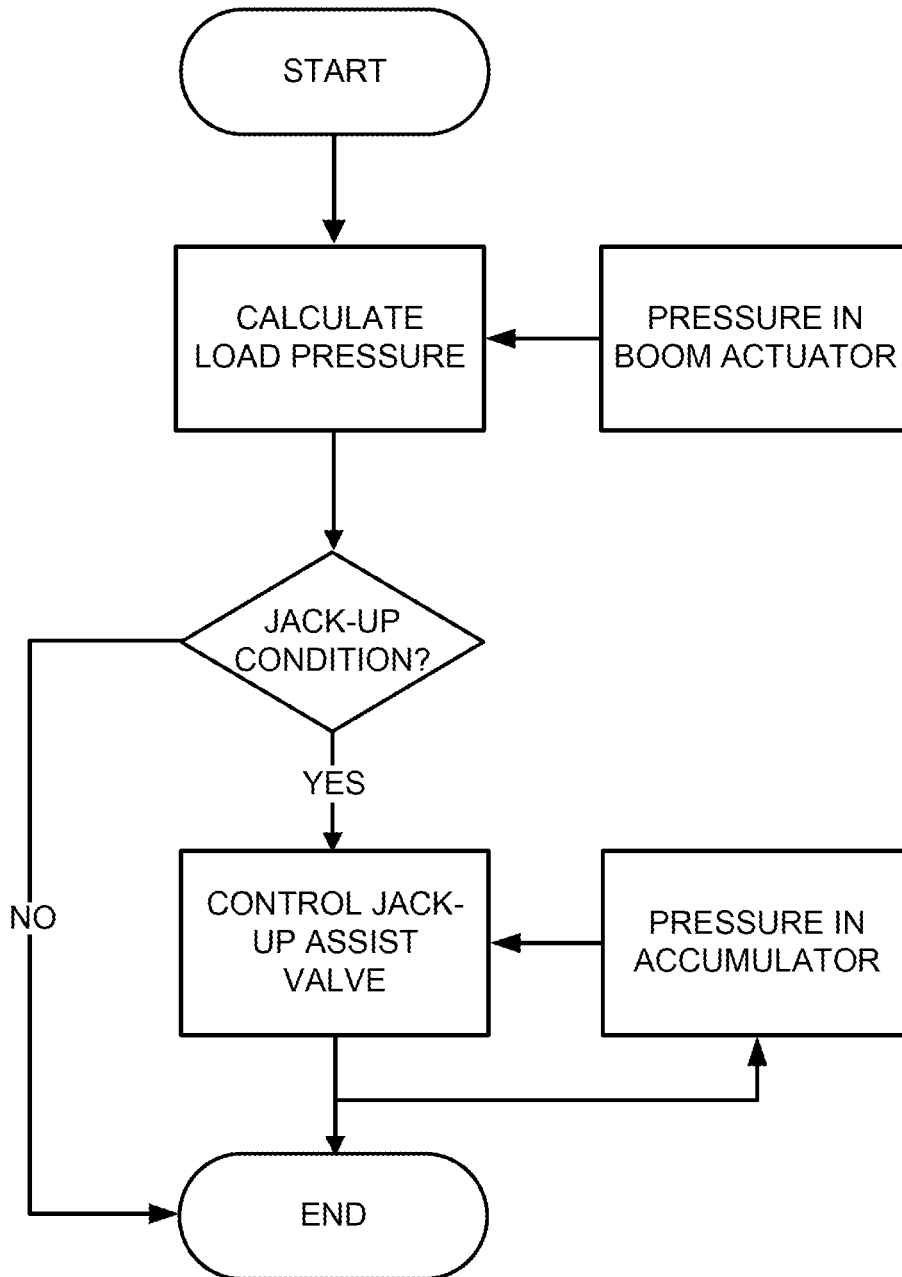 START
CALCULATE
LOAD PRESSURE
PRESSURE IN
BOOM ACTUATOR
JACK-UP
CONDITION?
YES
NO
CONTROL JACK-
UP ASSIST
VALVE
PRESSURE IN
ACCUMULATOR
END